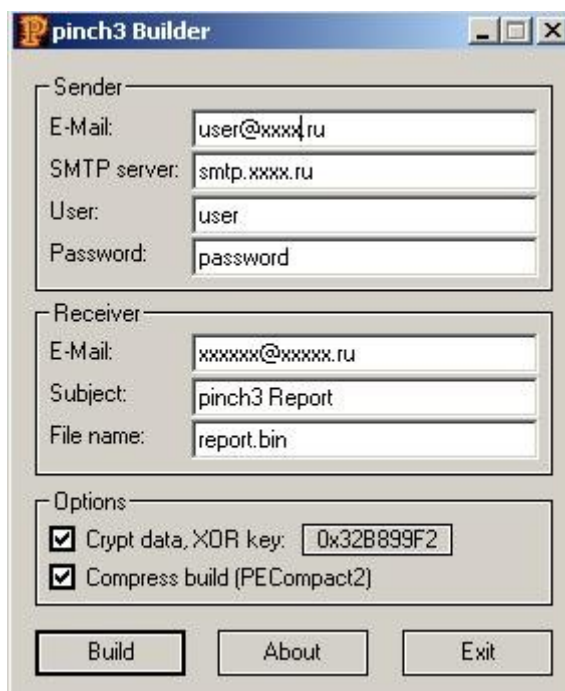 pinch3 Builder
Sender
E-Mail: user@xxxx.ru
SMTP server: smtp.xxxx.ru
User: user
Password: password
Receiver
E-Mail: xxxxxx@xxxxx.ru
Subject: pinch3 Report
File name: report.bin
Options
Crypt data, XOR key: 0x32B899F2
Compress build (PECompact2)
Build About Exit